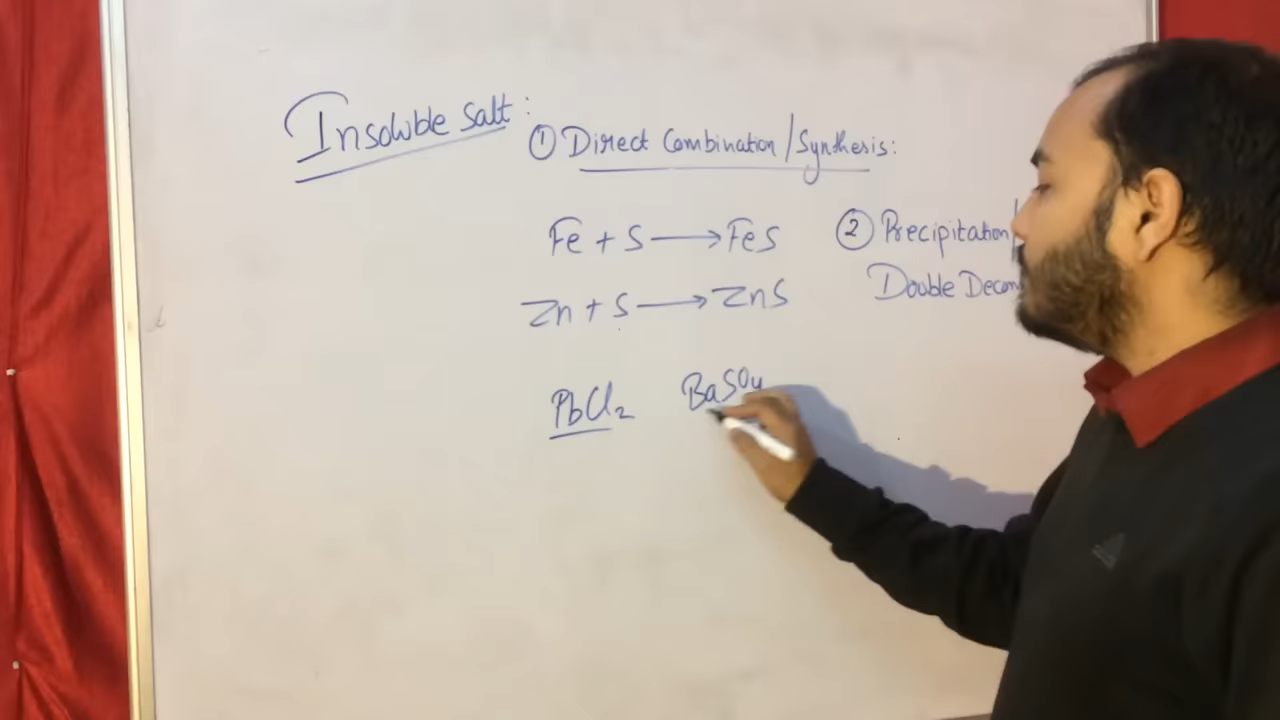 Insoluble Salt:
① Direct Combination/Synthesis:
Fe + S ⟶ FeS
Zn + S ⟶ ZnS
② Precipitation/
Double Decom
PbCl₂ BaSO₄